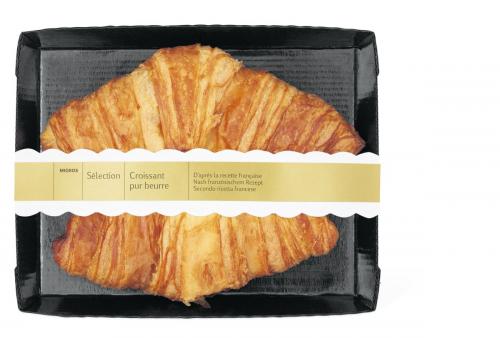 MIGROS
Sélection
Croissant
pur beurre
D'après la recette française
Nach französischem Rezept
Secondo ricetta francese